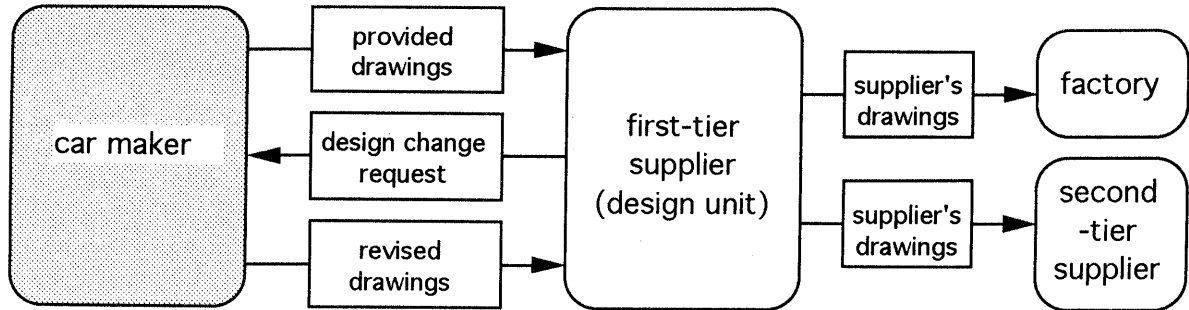 car maker
provided
drawings
design change
request
revised
drawings
first-tier
supplier
(design unit)
supplier's
drawings
supplier's
drawings
factory
second
-tier
supplier